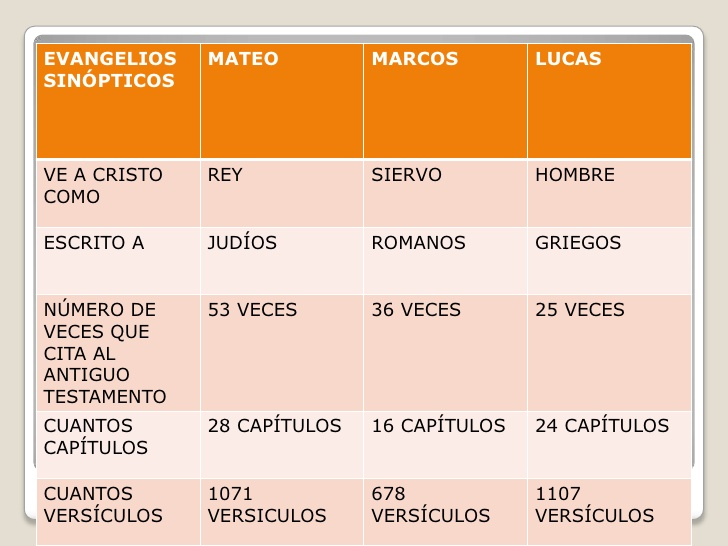 EVANGELIOS SINÓPTICOS
MATEO
MARCOS
LUCAS
VE A CRISTO COMO
REY
SIERVO
HOMBRE
ESCRITO A
JUDÍOS
ROMANOS
GRIEGOS
NÚMERO DE VECES QUE CITA AL ANTIGUO TESTAMENTO
53 VECES
36 VECES
25 VECES
CUANTOS CAPÍTULOS
28 CAPÍTULOS
16 CAPÍTULOS
24 CAPÍTULOS
CUANTOS VERSÍCULOS
1071 VERSICULOS
678 VERSÍCULOS
1107 VERSÍCULOS